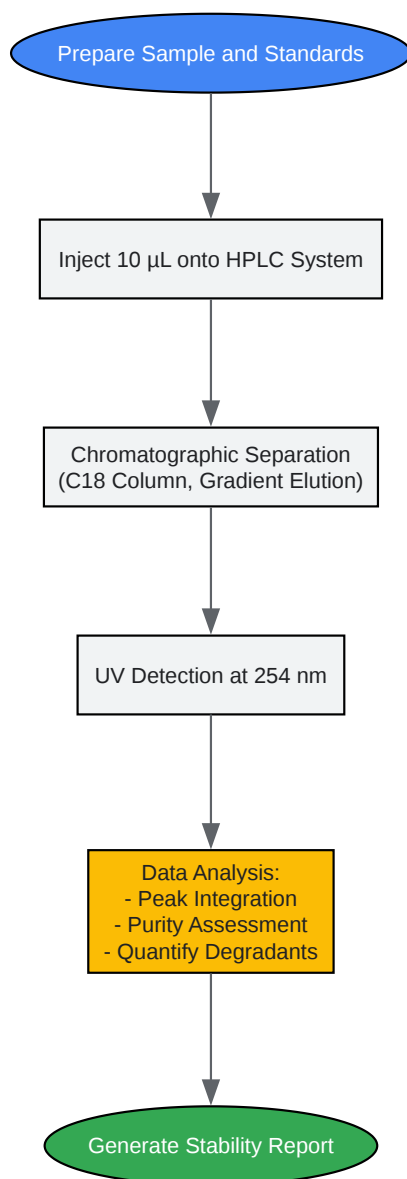 Prepare Sample and Standards
Inject 10 µL onto HPLC System
Chromatographic Separation
(C18 Column, Gradient Elution)
UV Detection at 254 nm
Data Analysis:
- Peak Integration
- Purity Assessment
- Quantify Degradants
Generate Stability Report